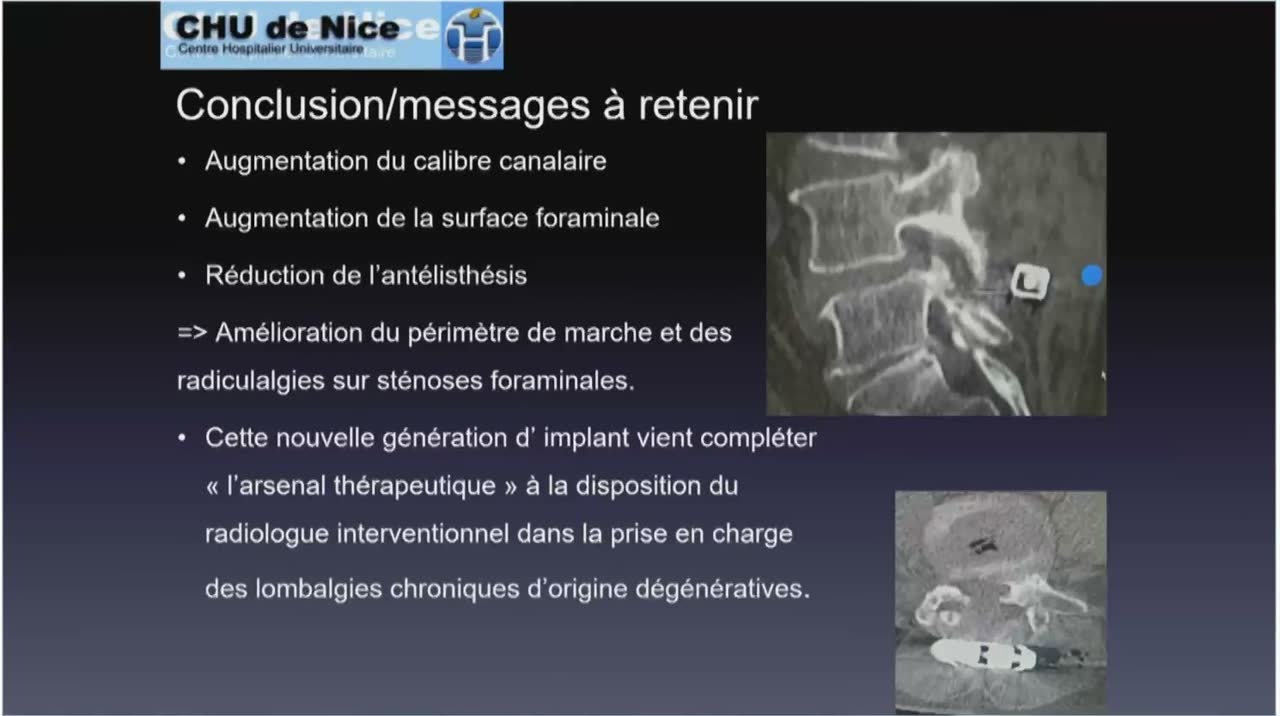 CHU de Nice
Centre Hospitalier Universitaire
Conclusion/messages à retenir
• Augmentation du calibre canalaire
• Augmentation de la surface foraminale
• Réduction de l’antélisthésis
=> Amélioration du périmètre de marche et des
radiculalgies sur sténoses foraminales.
• Cette nouvelle génération d’ implant vient compléter
« l’arsenal thérapeutique » à la disposition du
radiologue interventionnel dans la prise en charge
des lombalgies chroniques d’origine dégénératives.